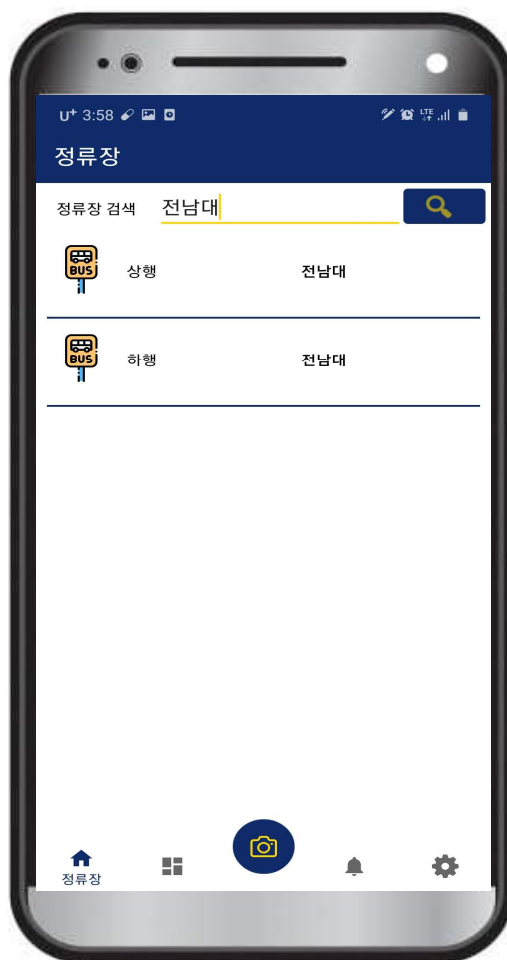 U+ 3:58
LTE
정류장
정류장 검색 전남대
BUS 상행 전남대
BUS 하행 전남대
정류장